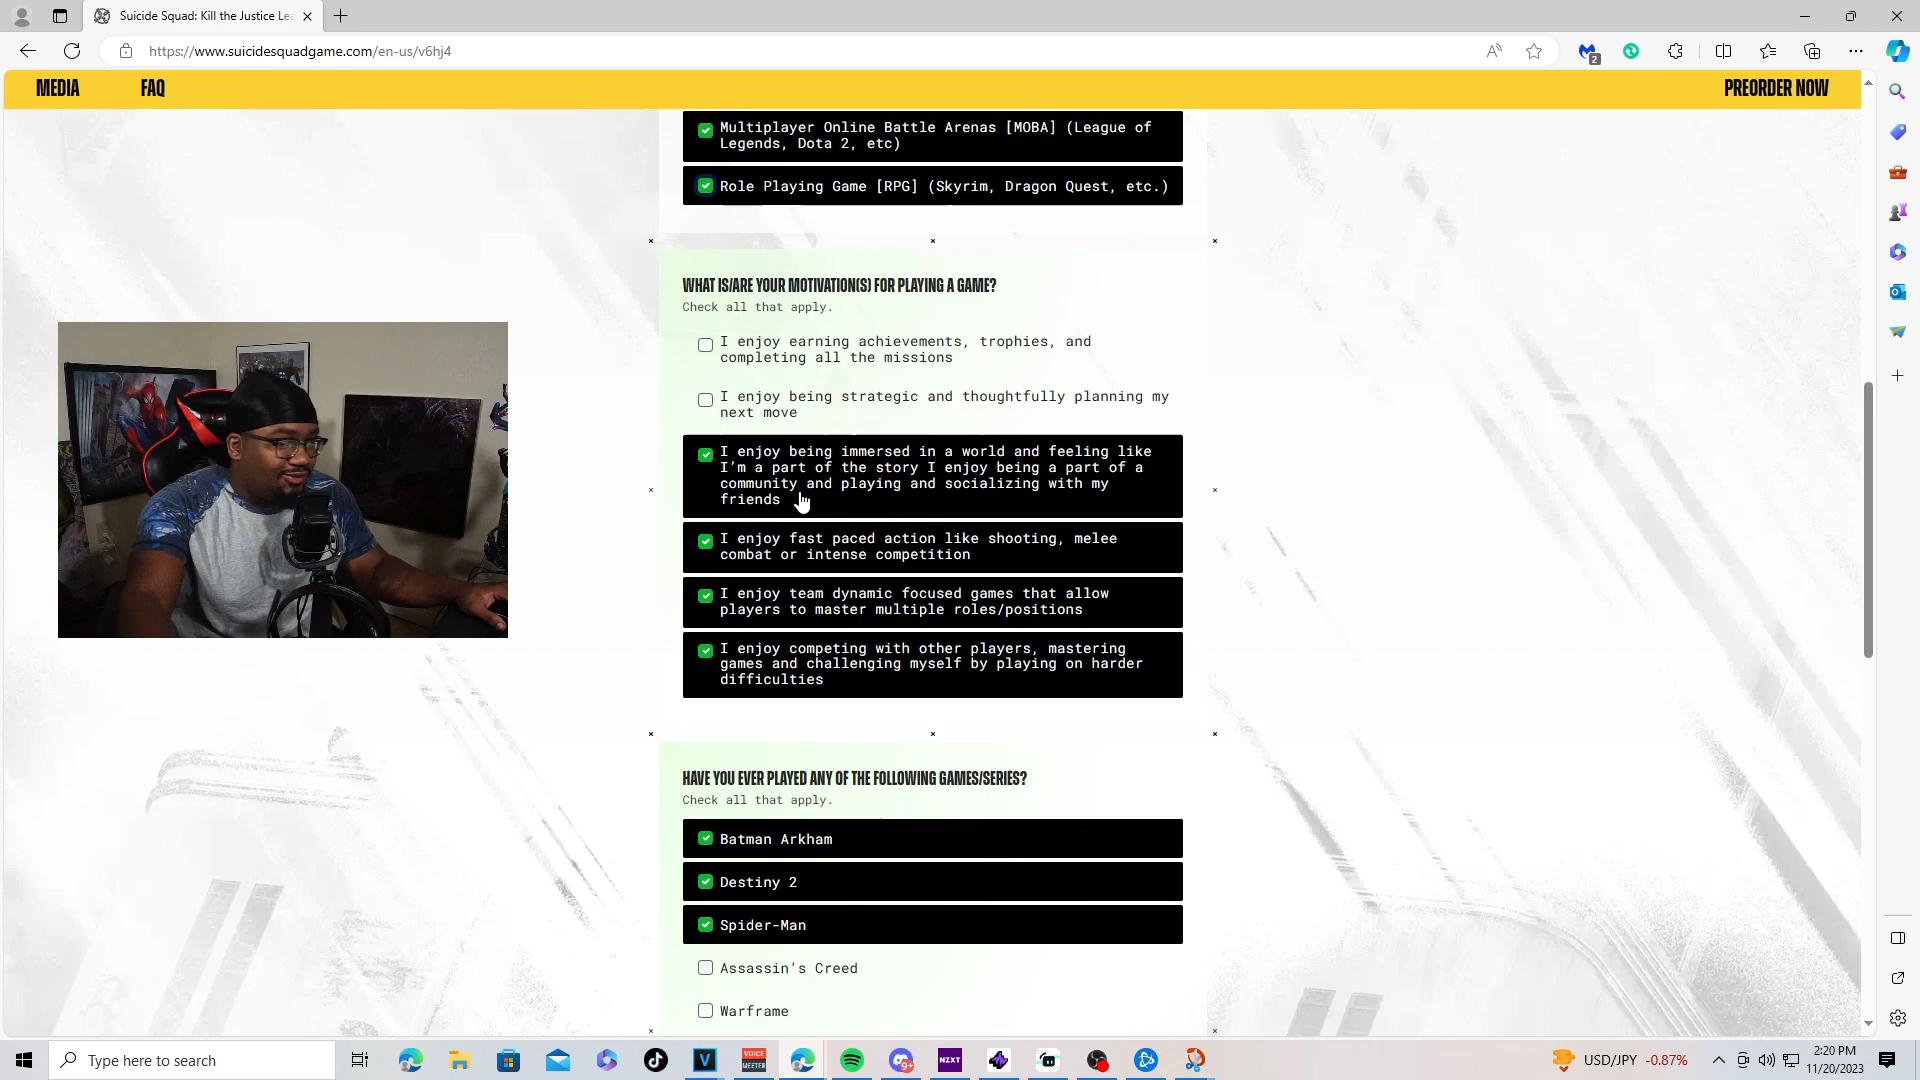 Suicide Squad: Kill the Justice Lea
https://www.suicidesquadgame.com/en-us/v6hj4
2
MEDIA
FAQ
PREORDER NOW
Multiplayer Online Battle Arenas [MOBA] (League of
Legends, Dota 2, etc)
Role Playing Game [RPG] (Skyrim, Dragon Quest, etc.)
WHAT IS/ARE YOUR MOTIVATION(S) FOR PLAYING A GAME?
Check all that apply.
I enjoy earning achievements, trophies, and
completing all the missions
I enjoy being strategic and thoughtfully planning my
next move
I enjoy being immersed in a world and feeling like
I'm a part of the story I enjoy being a part of a
community and playing and socializing with my
friends
I enjoy fast paced action like shooting, melee
combat or intense competition
I enjoy team dynamic focused games that allow
players to master multiple roles/positions
I enjoy competing with other players, mastering
games and challenging myself by playing on harder
difficulties
HAVE YOU EVER PLAYED ANY OF THE FOLLOWING GAMES/SERIES?
Check all that apply.
Batman Arkham
Destiny 2
Spider-Man
Assassin's Creed
Warframe
Type here to search
V
VOICE
MEETER
9+
NZXT
USD/JPY -0.87%
2:20 PM
11/20/2023